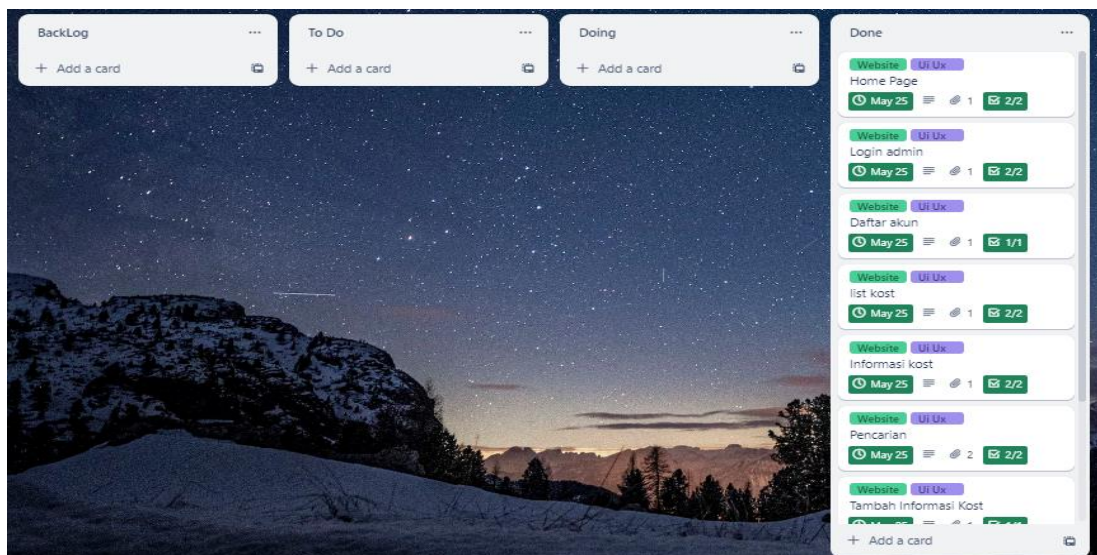 BackLog
+ Add a card
To Do
+ Add a card
Doing
+ Add a card
Done
Website Ui Ux
Home Page
May 25 1 2/2
Website Ui Ux
Login admin
May 25 1 2/2
Website Ui Ux
Daftar akun
May 25 1 1/1
Website Ui Ux
list kost
May 25 1 2/2
Website Ui Ux
Informasi kost
May 25 1 2/2
Website Ui Ux
Pencarian
May 25 2 2/2
Website Ui Ux
Tambah Informasi Kost
+ Add a card